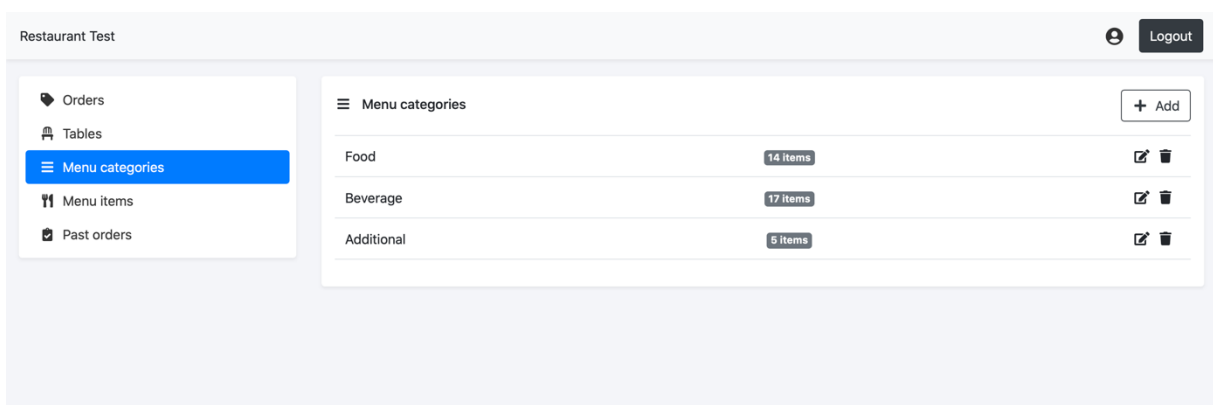 Restaurant Test
Logout
Orders
Tables
Menu categories
Menu items
Past orders
Menu categories
Add
Food 14 items
Beverage 17 items
Additional 5 items